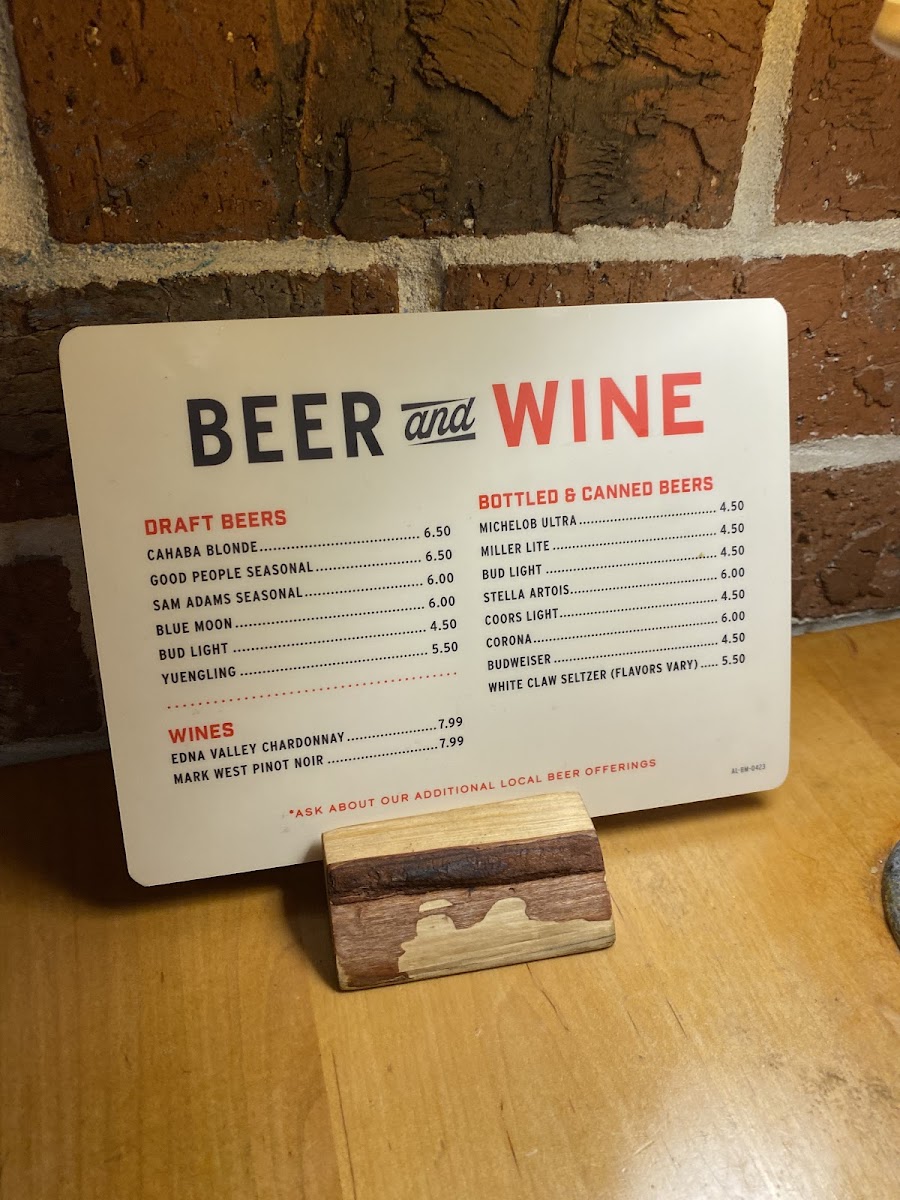 BEER and WINE
DRAFT BEERS
CAHABA BLONDE 6.50
GOOD PEOPLE SEASONAL 6.50
SAM ADAMS SEASONAL 6.00
BLUE MOON 6.00
BUD LIGHT 4.50
YUENGLING 5.50
WINES
EDNA VALLEY CHARDONNAY 7.99
MARK WEST PINOT NOIR 7.99
BOTTLED & CANNED BEERS
MICHELOB ULTRA 4.50
MILLER LITE 4.50
BUD LIGHT 4.50
STELLA ARTOIS 6.00
COORS LIGHT 4.50
CORONA 6.00
BUDWEISER 4.50
WHITE CLAW SELTZER (FLAVORS VARY) 5.50
*ASK ABOUT OUR ADDITIONAL LOCAL BEER OFFERINGS
AL-BW-0423